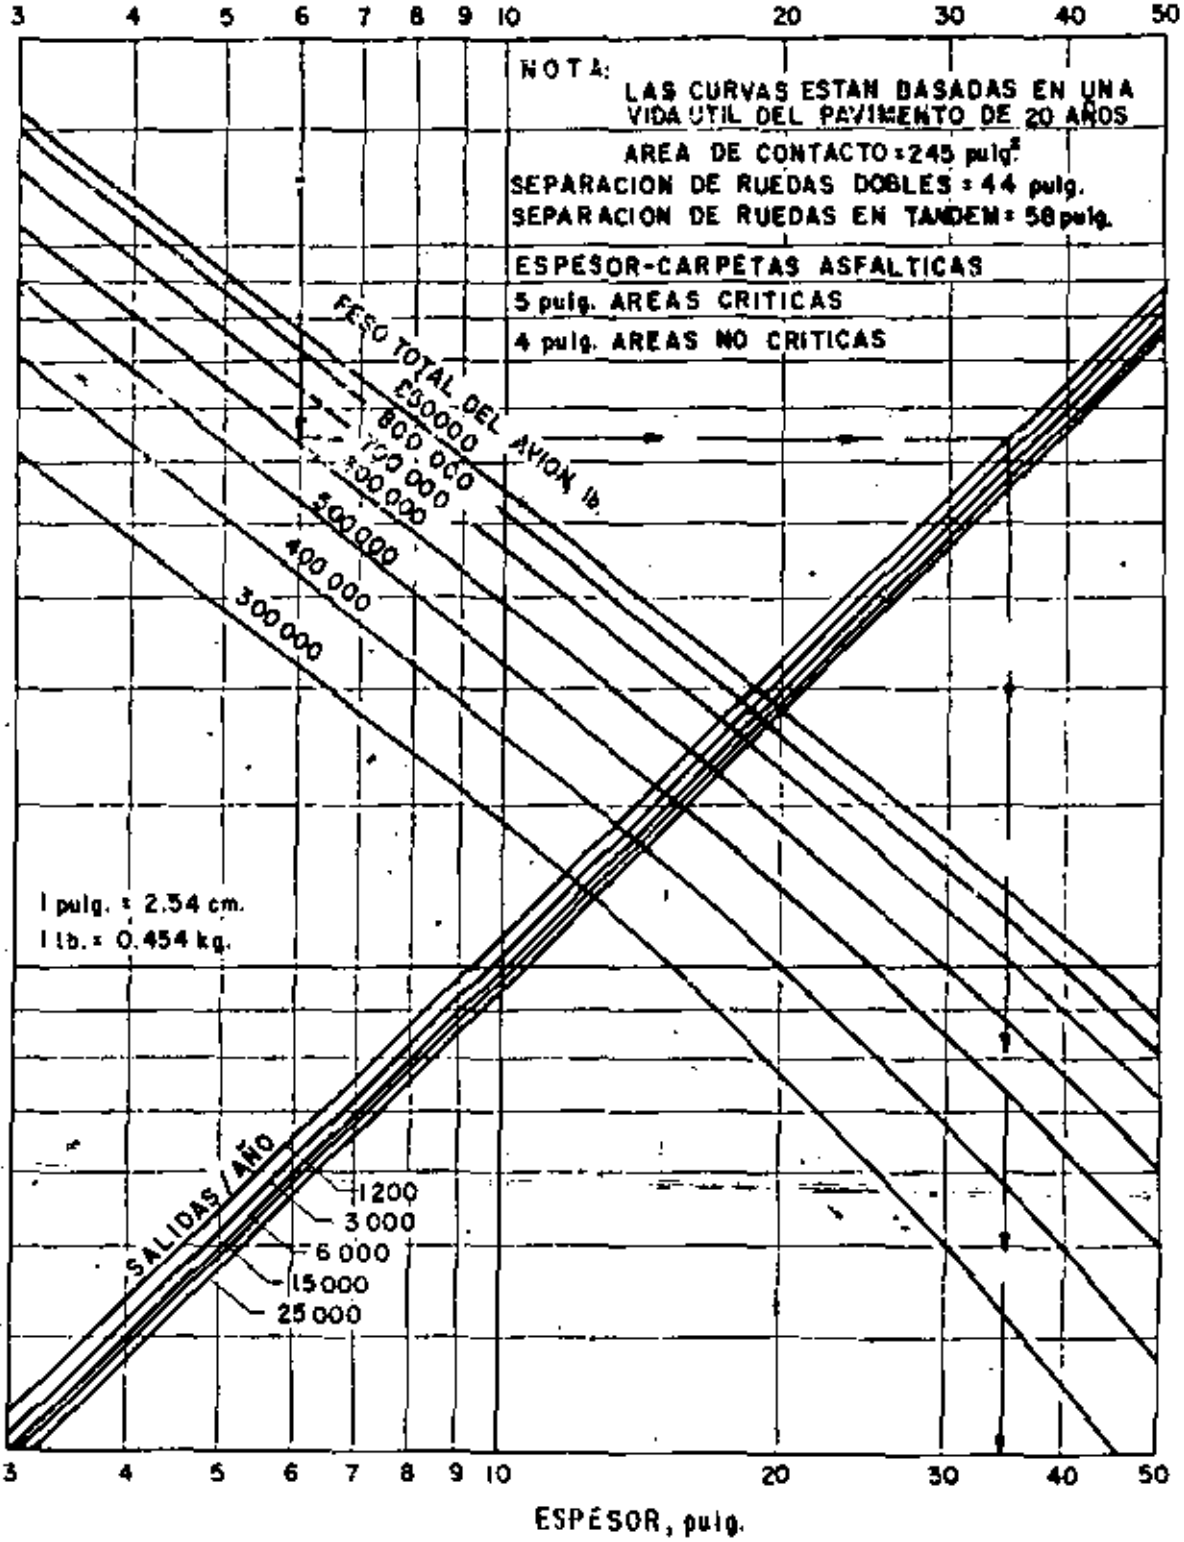 3 4 5 6 7 8 9 10 20 30 40 50
NOTA:
LAS CURVAS ESTAN BASADAS EN UNA
VIDA UTIL DEL PAVIMENTO DE 20 AÑOS
AREA DE CONTACTO = 245 pulg.²
SEPARACION DE RUEDAS DOBLES = 44 pulg.
SEPARACION DE RUEDAS EN TANDEM = 58 pulg.
ESPESOR-CARPETAS ASFALTICAS
5 pulg. AREAS CRITICAS
4 pulg. AREAS NO CRITICAS
PESO TOTAL DEL AVION lb.
800 000
700 000
500000
400 000
300000
1 pulg. = 2.54 cm.
1 lb. = 0.454 kg.
SALIDAS / AÑO
1200
3 000
6 000
15 000
25 000
3 4 5 6 7 8 9 10 20 30 40 50
ESPESOR, pulg.